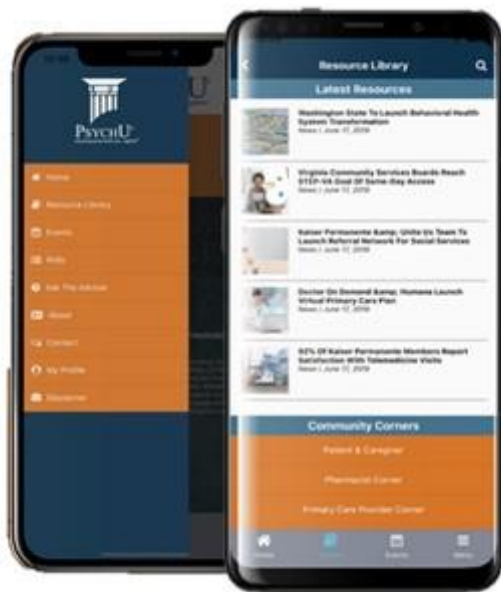 PSYCHU
Home
Resource Library
Events
Polls
Ask The Advisor
About
Contact
My Profile
Disclaimer
Resource Library
Latest Resources
Washington State To Launch Behavioral Health
System Transformation
News | June 17, 2019
Virginia Community Services Boards Reach
STEP-VA Goal Of Same-Day Access
News | June 17, 2019
Kaiser Permanente &amp; Unite Us Team To
Launch Referral Network For Social Services
News | June 17, 2019
Doctor On Demand &amp; Humana Launch
Virtual Primary Care Plan
News | June 17, 2019
92% Of Kaiser Permanente Members Report
Satisfaction With Telemedicine Visits
News | June 17, 2019
Community Corners
Patient & Caregiver
Pharmacist Corner
Primary Care Provider Corner
Home
Events
Menu